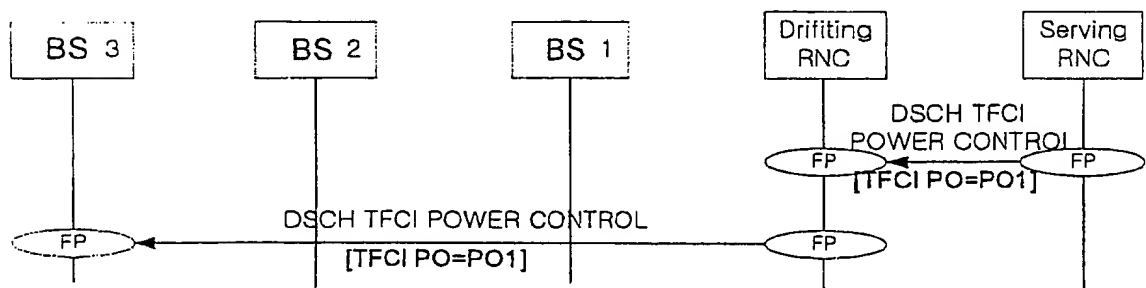 BS 3
BS 2
BS 1
Drifiting
RNC
Serving
RNC
DSCH TFCI
POWER CONTROL
FP
FP
[TFCI PO=PO1]
DSCH TFCI POWER CONTROL
FP
FP
[TFCI PO=PO1]